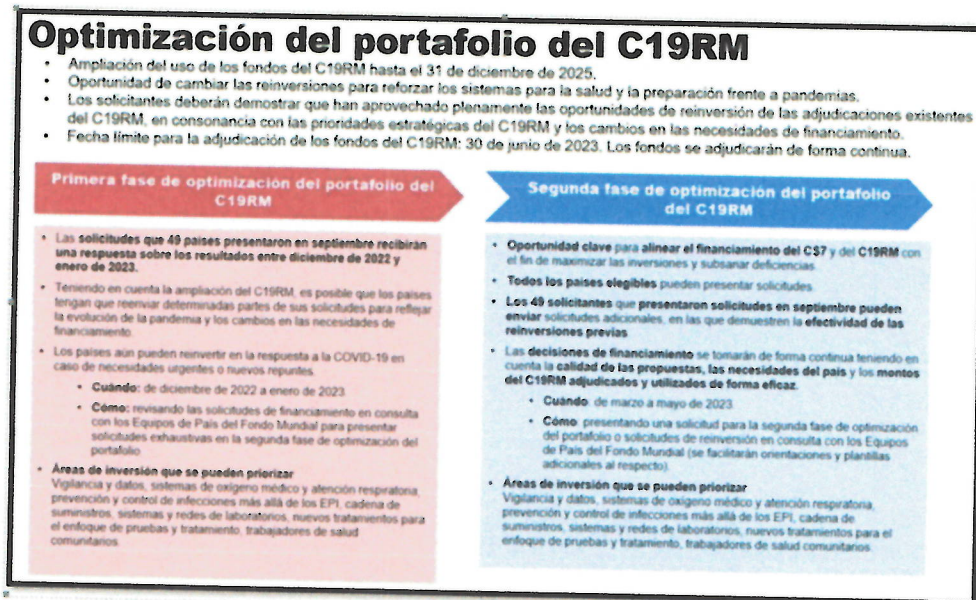 Optimización del portafolio del C19RM
• Ampliación del uso de los fondos del C19RM hasta el 31 de diciembre de 2025.
• Oportunidad de cambiar las reinversiones para reforzar los sistemas para la salud y la preparación frente a pandemias.
• Los solicitantes deberán demostrar que han aprovechado plenamente las oportunidades de reinversión de las adjudicaciones existentes
del C19RM, en consonancia con las prioridades estratégicas del C19RM y los cambios en las necesidades de financiamiento.
• Fecha límite para la adjudicación de los fondos del C19RM: 30 de junio de 2023. Los fondos se adjudicarán de forma continua.
Primera fase de optimización del portafolio del
C19RM
• Las solicitudes que 49 países presentaron en septiembre recibirán
una respuesta sobre los resultados entre diciembre de 2022 y
enero de 2023.
• Teniendo en cuenta la ampliación del C19RM, es posible que los países
tengan que reenviar determinadas partes de sus solicitudes para reflejar
la evolución de la pandemia y los cambios en las necesidades de
financiamiento.
• Los países aún pueden reinvertir en la respuesta a la COVID-19 en
caso de necesidades urgentes o nuevos repuntes.
• Cuándo: de diciembre de 2022 a enero de 2023
• Cómo: revisando las solicitudes de financiamiento en consulta
con los Equipos de País del Fondo Mundial para presentar
solicitudes exhaustivas en la segunda fase de optimización del
portafolio
• Áreas de inversión que se pueden priorizar
Vigilancia y datos, sistemas de oxígeno médico y atención respiratoria,
prevención y control de infecciones más allá de los EPI, cadena de
suministros, sistemas y redes de laboratorios, nuevos tratamientos para
el enfoque de pruebas y tratamiento, trabajadores de salud
comunitarios
Segunda fase de optimización del portafolio
del C19RM
• Oportunidad clave para alinear el financiamiento del CS7 y del C19RM con
el fin de maximizar las inversiones y subsanar deficiencias
• Todos los países elegibles pueden presentar solicitudes
• Los 49 solicitantes que presentaron solicitudes en septiembre pueden
enviar solicitudes adicionales, en las que demuestren la efectividad de las
reinversiones previas
• Las decisiones de financiamiento se tomarán de forma continua teniendo en
cuenta la calidad de las propuestas, las necesidades del país y los montos
del C19RM adjudicados y utilizados de forma eficaz.
• Cuándo: de marzo a mayo de 2023
• Cómo: presentando una solicitud para la segunda fase de optimización
del portafolio o solicitudes de reinversión en consulta con los Equipos
de País del Fondo Mundial (se facilitarán orientaciones y plantillas
adicionales al respecto).
• Áreas de inversión que se pueden priorizar
Vigilancia y datos, sistemas de oxígeno médico y atención respiratoria,
prevención y control de infecciones más allá de los EPI, cadena de
suministros, sistemas y redes de laboratorios, nuevos tratamientos para el
enfoque de pruebas y tratamiento, trabajadores de salud comunitarios